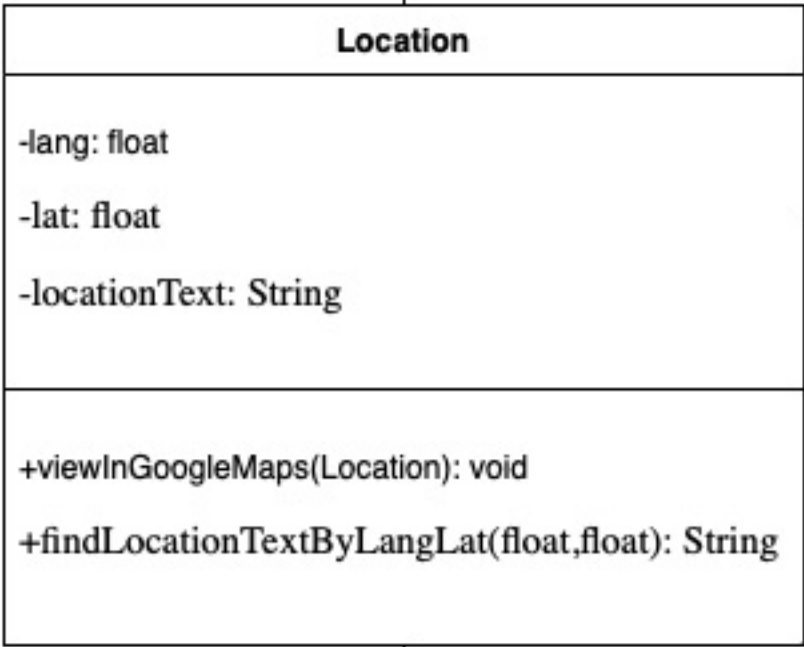 Location
-lang: float
-lat: float
-locationText: String
+viewInGoogleMaps(Location): void
+findLocationTextByLangLat(float,float): String